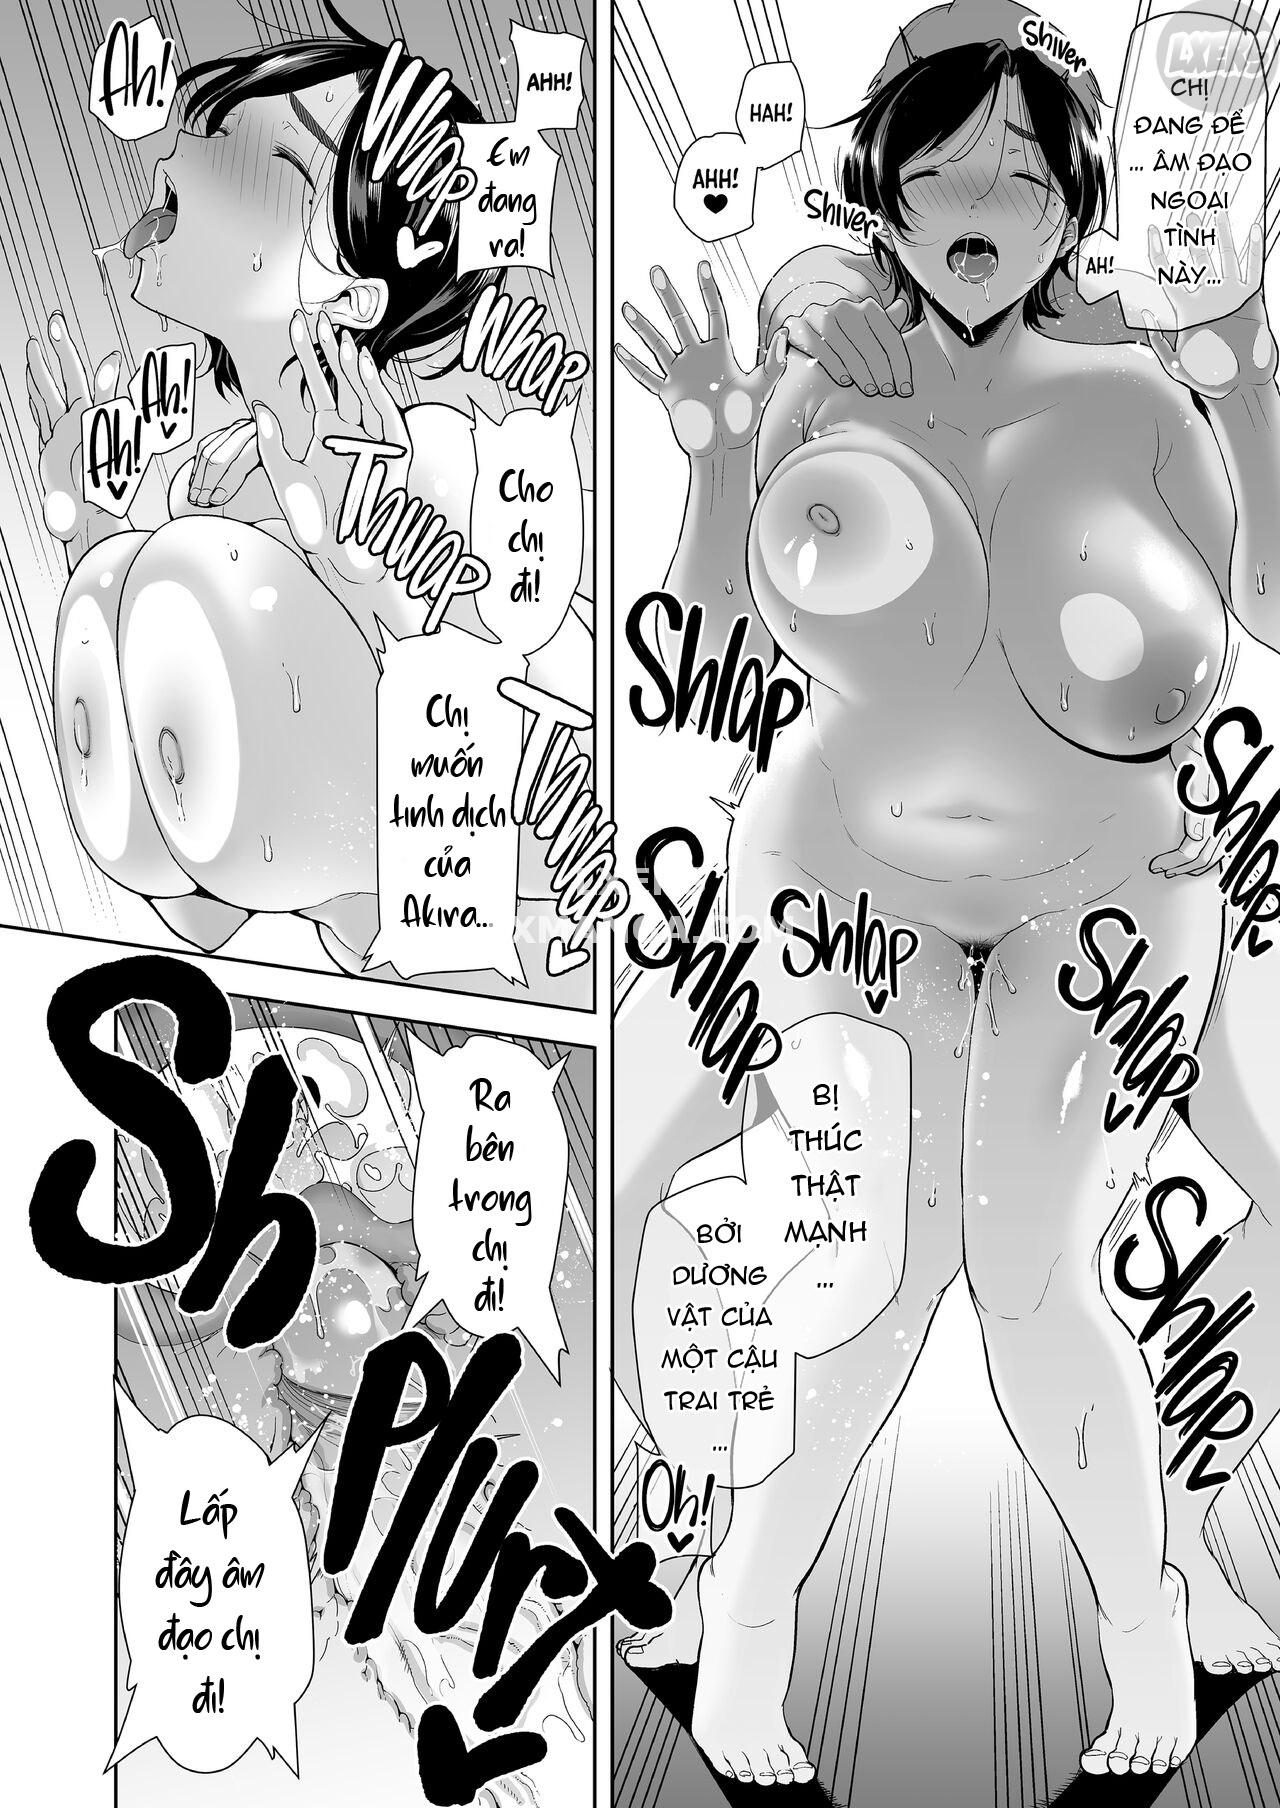 LXERS
CHỊ
ĐANG ĐỂ
... ÂM ĐẠO
NGOẠI
TÌNH
NÀY...
Shiver
HAH!
AHH!
♥
Shiver
AH!
Shlap
Shlap
Shlap
Shlap
Shlap
Shlap
BỊ
THÚC
THẬT
MẠNH
...
BỞI
DƯƠNG
VẬT CỦA
MỘT CẬU
TRAI TRẺ
...
Oh!
AHH!
Em
đang
ra!
Ah!
Whap
Whap
Ah!
Ah!
Thwap
Thwap
Cho
chị
đi!
Chị
muốn
tinh dịch
của
Akira..
Ra
bên
trong
chị
đi!
Sh
Plurt
Lấp
đầy âm
đạo chị
đi!